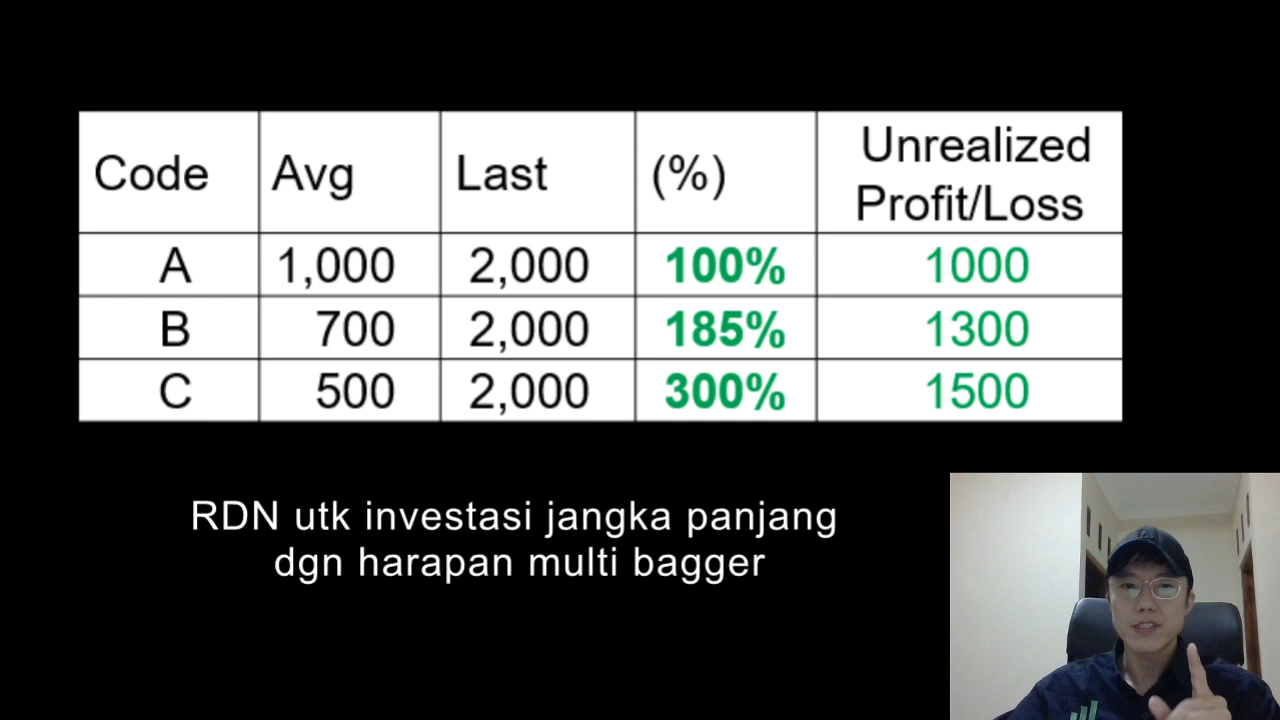 Code Avg Last (%) Unrealized Profit/Loss
A 1,000 2,000 100% 1000
B 700 2,000 185% 1300
C 500 2,000 300% 1500
RDN utk investasi jangka panjang
dgn harapan multi bagger